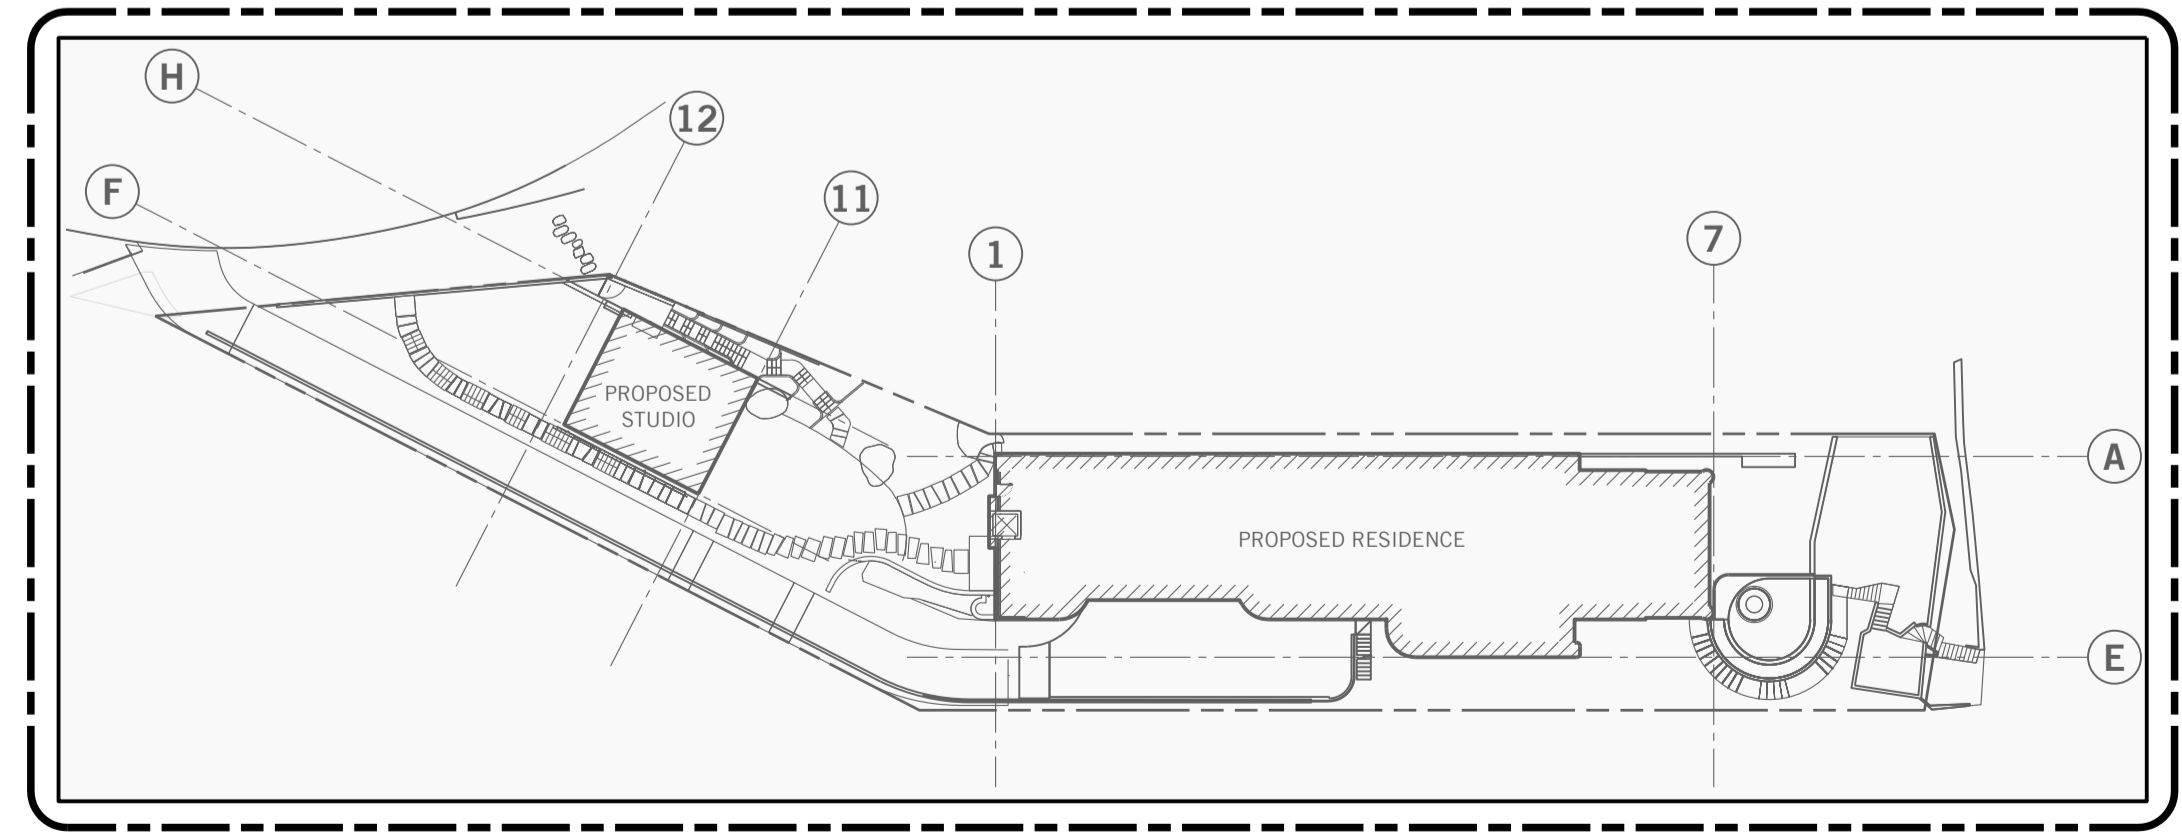 H
12
F
11
1
7
PROPOSED
STUDIO
A
PROPOSED RESIDENCE
E